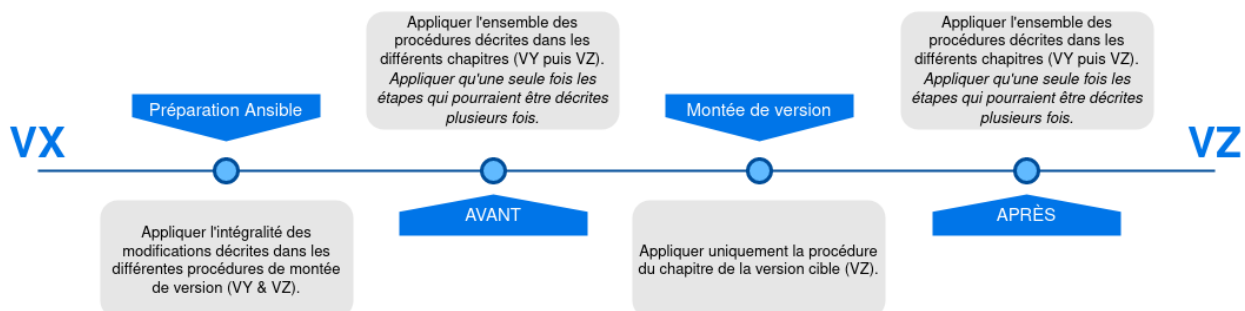 VX
Préparation Ansible
Appliquer l'intégralité des
modifications décrites dans les
différentes procédures de montée
de version (VY & VZ).
Appliquer l'ensemble des
procédures décrites dans les
différents chapitres (VY puis VZ).
Appliquer qu'une seule fois les
étapes qui pourraient être décrites
plusieurs fois.
AVANT
Montée de version
Appliquer uniquement la procédure
du chapitre de la version cible (VZ).
Appliquer l'ensemble des
procédures décrites dans les
différents chapitres (VY puis VZ).
Appliquer qu'une seule fois les
étapes qui pourraient être décrites
plusieurs fois.
APRÈS
VZ